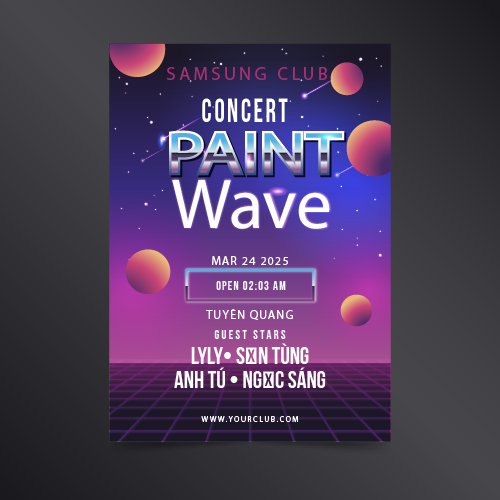 SAMSUNG CLUB
CONCERT
PAINT
Wave
MAR 24 2025
OPEN 02:03 AM
TUYÊN QUANG
GUEST STARS
LYLY• S☒N TÙNG
ANH TÚ • NG☒C SÁNG
WWW.YOURCLUB.COM